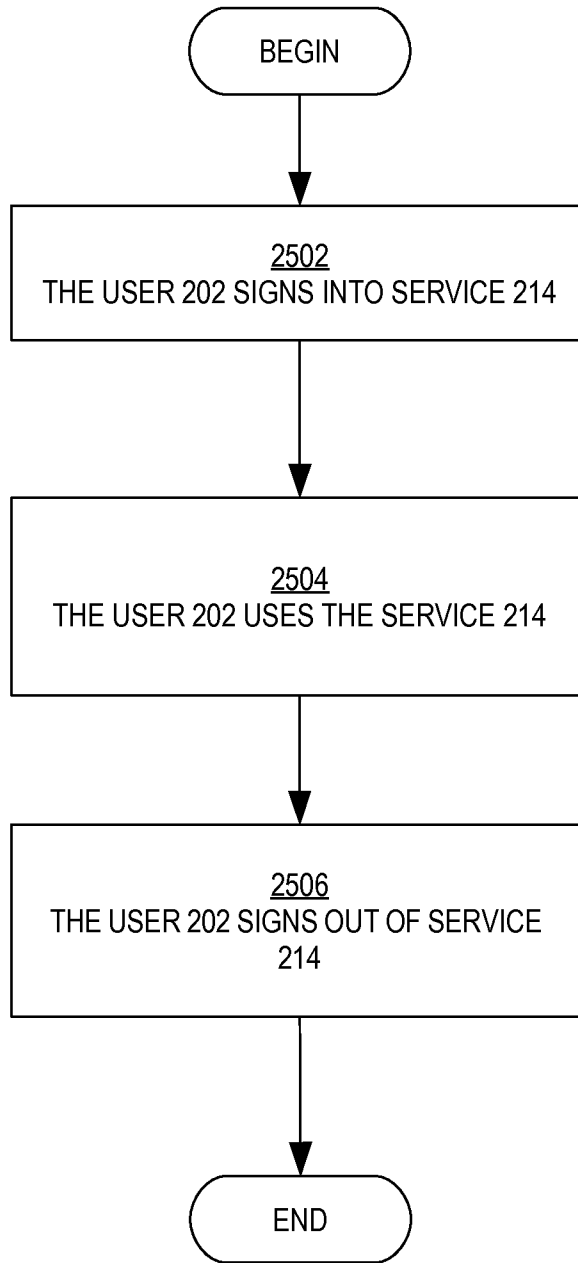 BEGIN
2502
THE USER 202 SIGNS INTO SERVICE 214
2504
THE USER 202 USES THE SERVICE 214
2506
THE USER 202 SIGNS OUT OF SERVICE
214
END